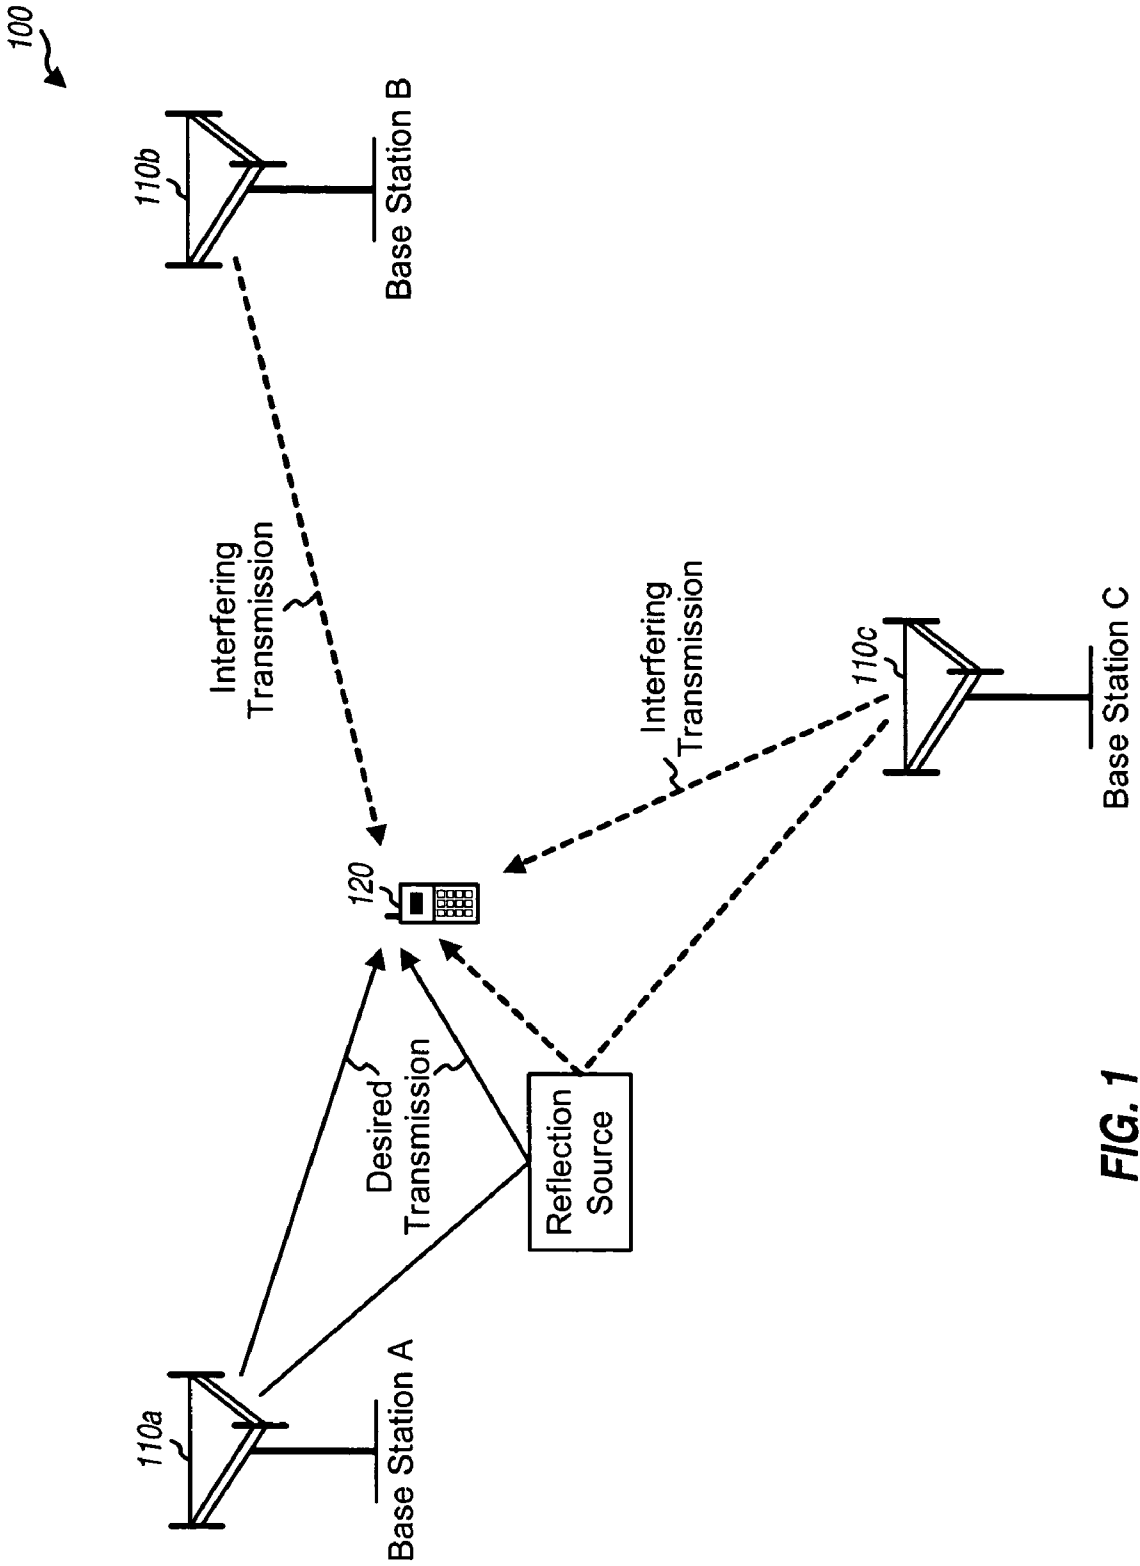 100
110a
110b
Base Station A
Base Station B
Interfering
Transmission
120
Desired
Transmission
Reflection
Source
Interfering
Transmission
110c
Base Station C
FIG. 1